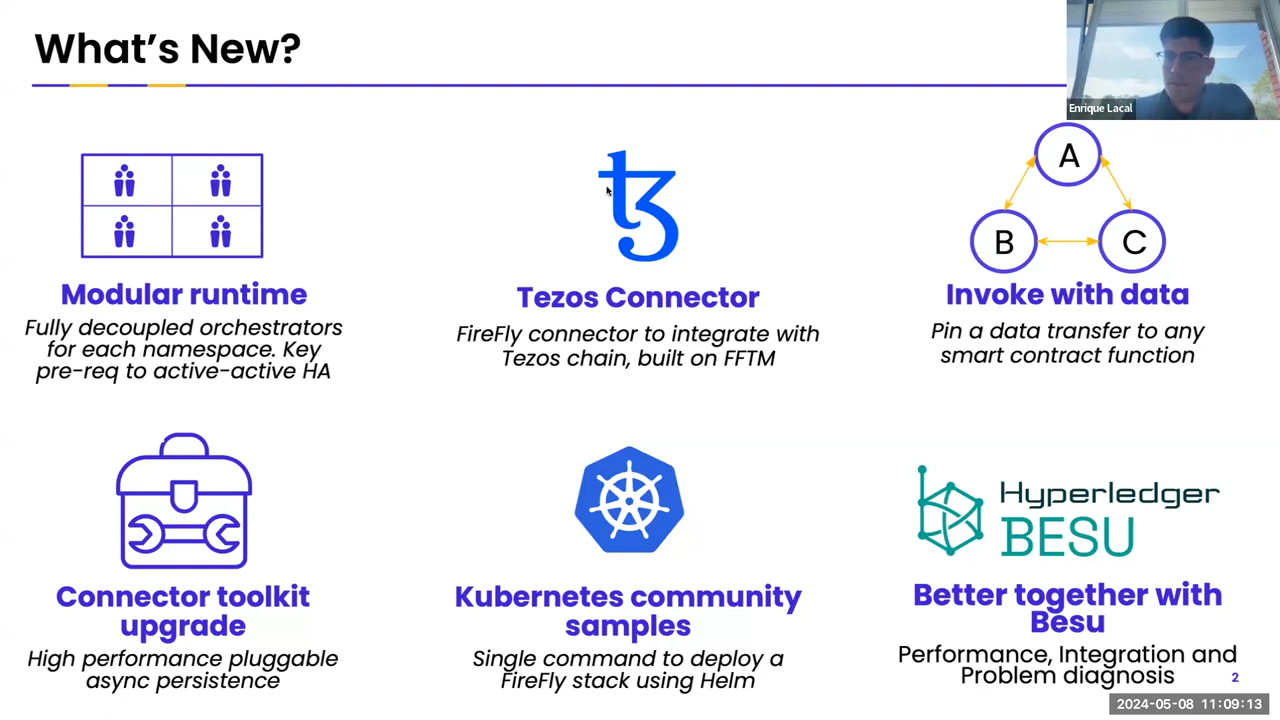 What's New?
Enrique Lacal
A
B
C
Modular runtime
Fully decoupled orchestrators
for each namespace. Key
pre-req to active-active HA
Tezos Connector
FireFly connector to integrate with
Tezos chain, built on FFTM
Invoke with data
Pin a data transfer to any
smart contract function
Connector toolkit
upgrade
High performance pluggable
async persistence
Kubernetes community
samples
Single command to deploy a
FireFly stack using Helm
Hyperledger
BESU
Better together with
Besu
Performance, Integration and
Problem diagnosis
2
2024-05-08 11:09:13